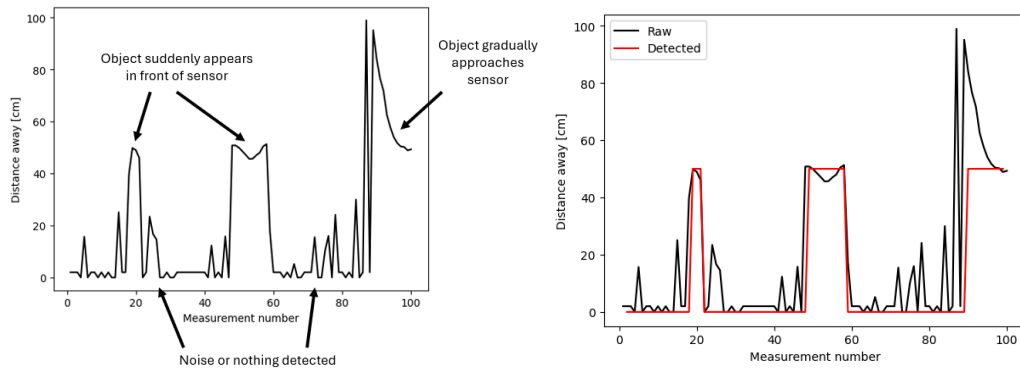 Object suddenly appears
in front of sensor
Object gradually
approaches
sensor
Distance away [cm]
100
80
60
40
20
0
0
20
40
60
80
100
Measurement number
Noise or nothing detected
Raw
Detected
Distance away [cm]
100
80
60
40
20
0
0
20
40
60
80
100
Measurement number